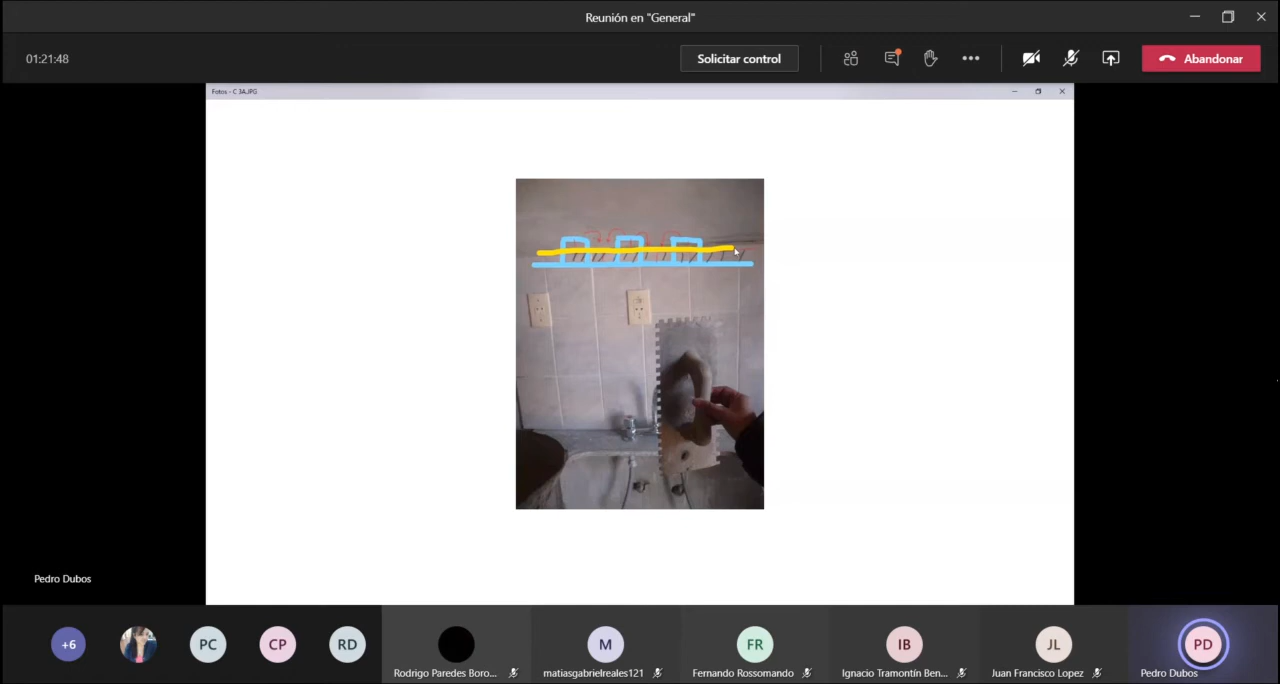 Reunión en "General"
01:21:48
Solicitar control
Abandonar
Fotos - C 3A.JPG
Pedro Dubos
+6
PC
CP
RD
Rodrigo Paredes Boro...
M
matiasgabrielreales121
FR
Fernando Rossomando
IB
Ignacio Tramontín Ben...
JL
Juan Francisco Lopez
PD
Pedro Dubos